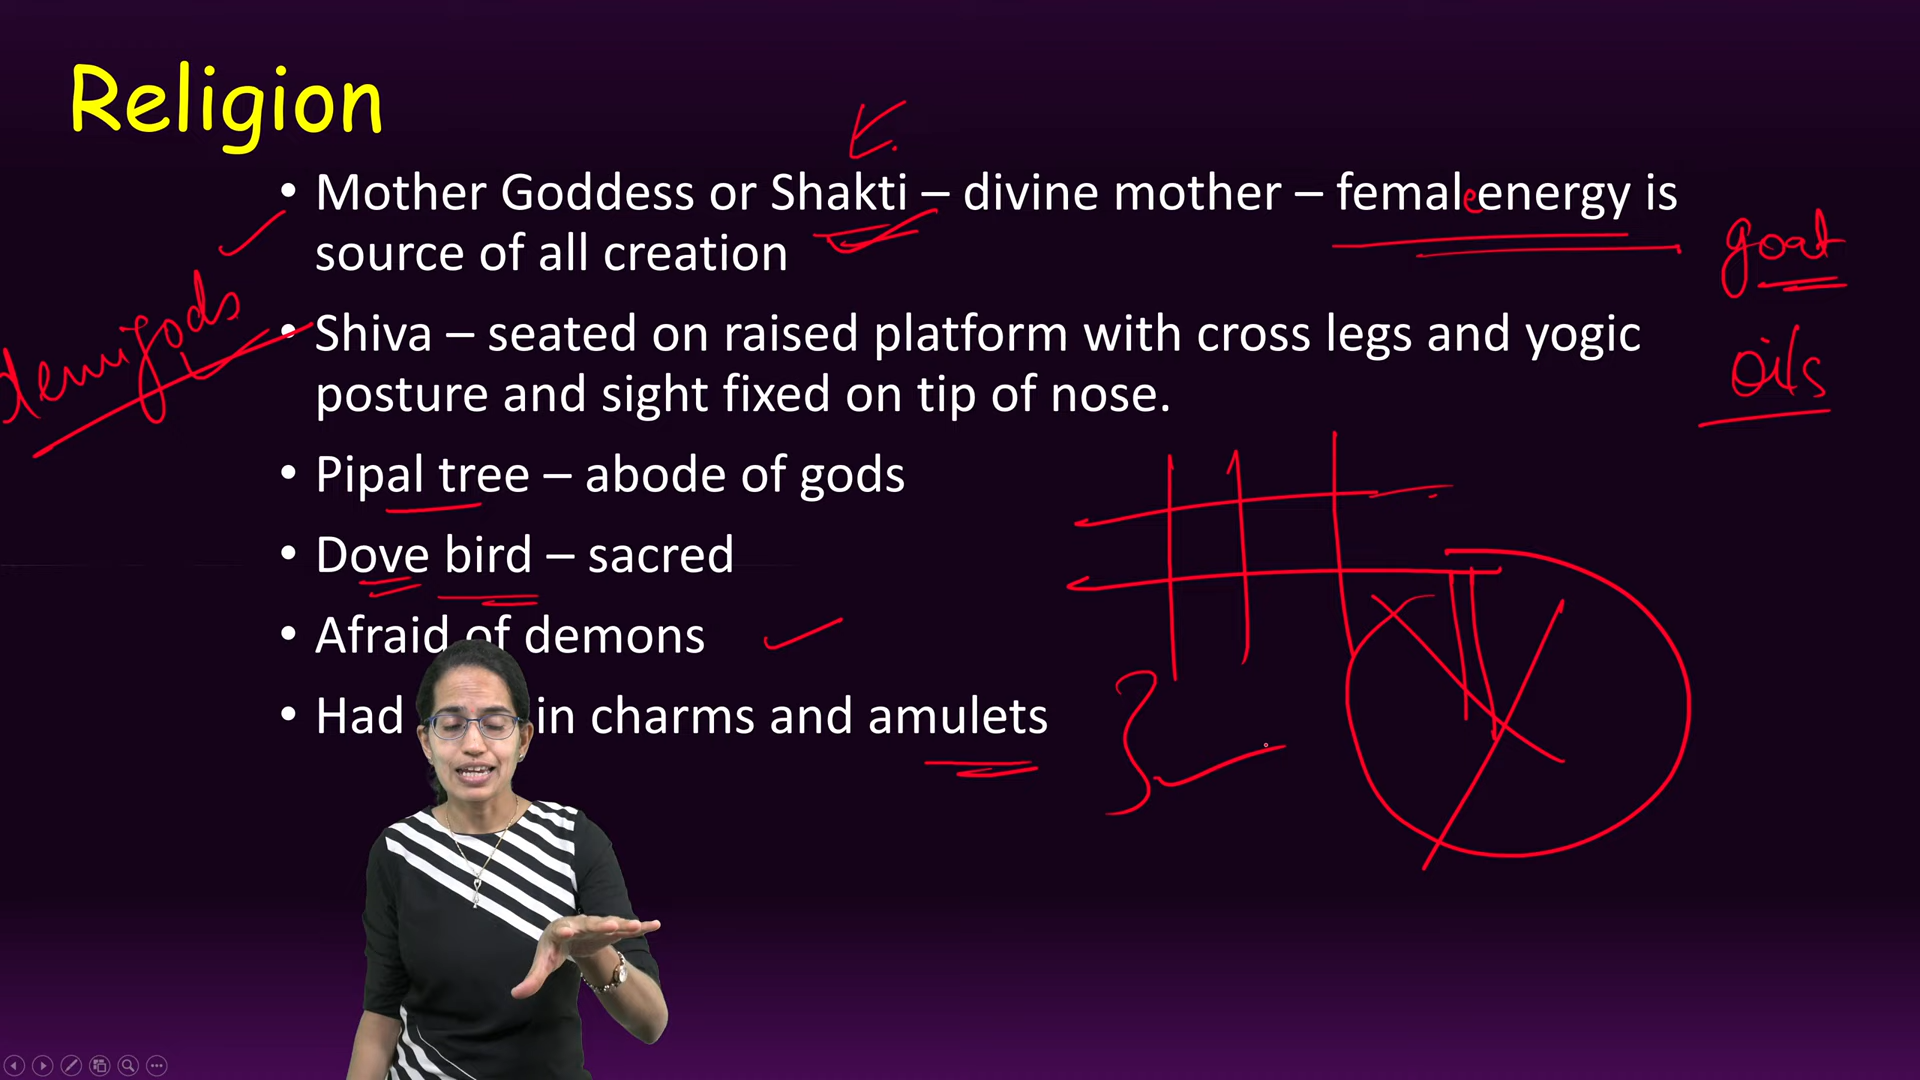 Religion
• Mother Goddess or Shakti – divine mother – female energy is
source of all creation
• Shiva – seated on raised platform with cross legs and yogic
posture and sight fixed on tip of nose.
• Pipal tree – abode of gods
• Dove bird – sacred
• Afraid of demons
• Had in charms and amulets
demigods
goat
oils